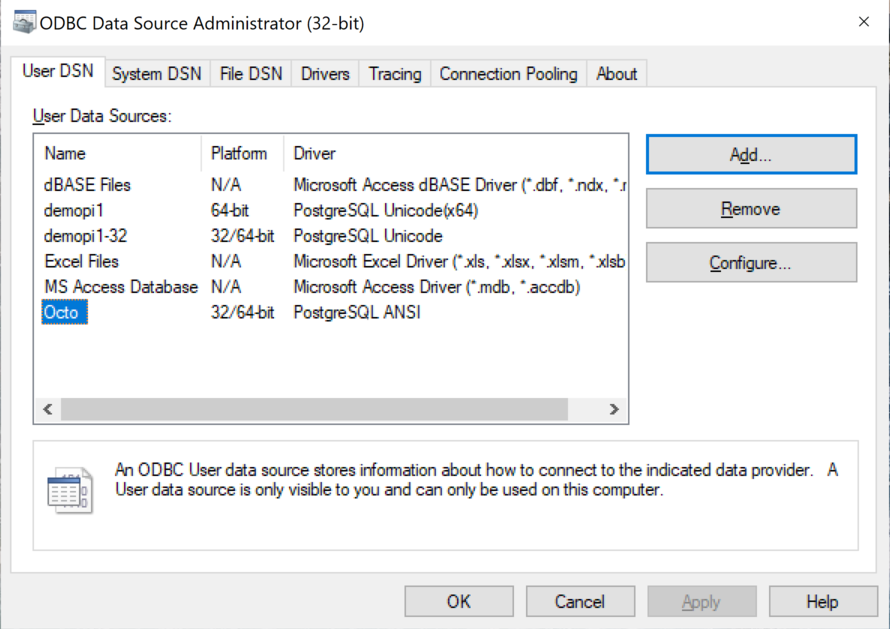 ODBC Data Source Administrator (32-bit)
User DSN System DSN File DSN Drivers Tracing Connection Pooling About
User Data Sources:
Name Platform Driver
dBASE Files N/A Microsoft Access dBASE Driver (*.dbf, *.ndx, *.r
demopi1 64-bit PostgreSQL Unicode(x64)
demopi1-32 32/64-bit PostgreSQL Unicode
Excel Files N/A Microsoft Excel Driver (*.xls, *.xlsx, *.xlsm, *.xlsb
MS Access Database N/A Microsoft Access Driver (*.mdb, *.accdb)
Octo 32/64-bit PostgreSQL ANSI
Add...
Remove
Configure...
An ODBC User data source stores information about how to connect to the indicated data provider. A
User data source is only visible to you and can only be used on this computer.
OK Cancel Apply Help